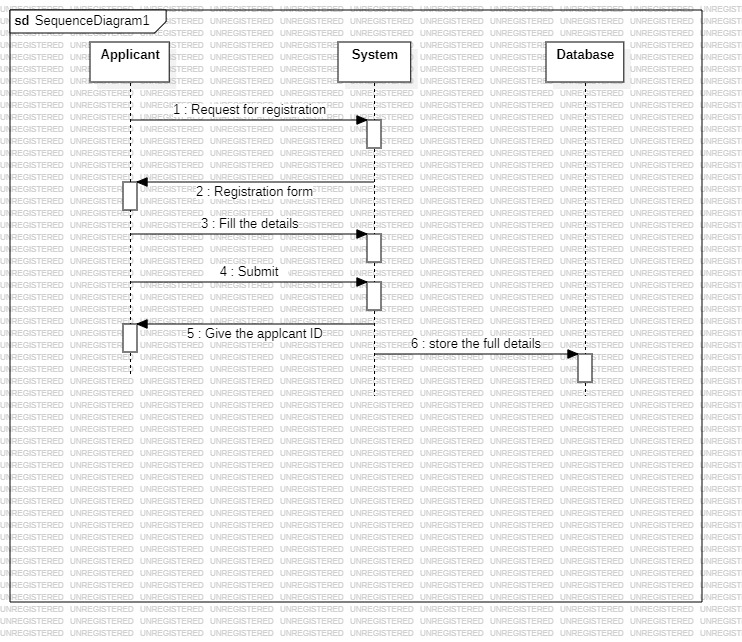 sd SequenceDiagram1
Applicant
System
Database
1 : Request for registration
2 : Registration form
3 : Fill the details
4 : Submit
5 : Give the applcant ID
6 : store the full details
UNREGISTERED